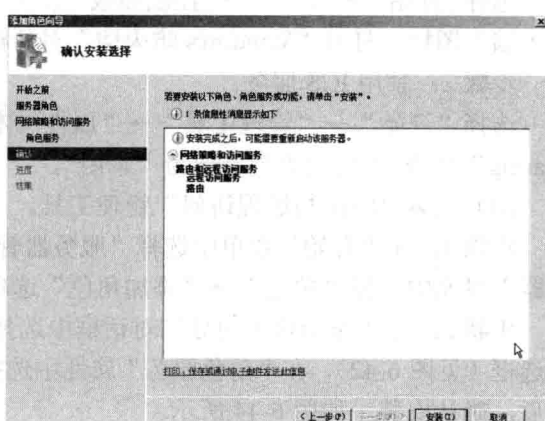 添加角色向导
确认安装选择
开始之前
服务器角色
网络策略和访问服务
角色服务
确认
进度
结果
若要安装以下角色、角色服务或功能，请单击“安装”。
1 条信息性消息显示如下
安装完成之后，可能需要重新启动该服务器。
网络策略和访问服务
路由和远程访问服务
远程访问服务
路由
打印、保存或通过电子邮件发送此信息
<上一步(P)
安装(I)
取消